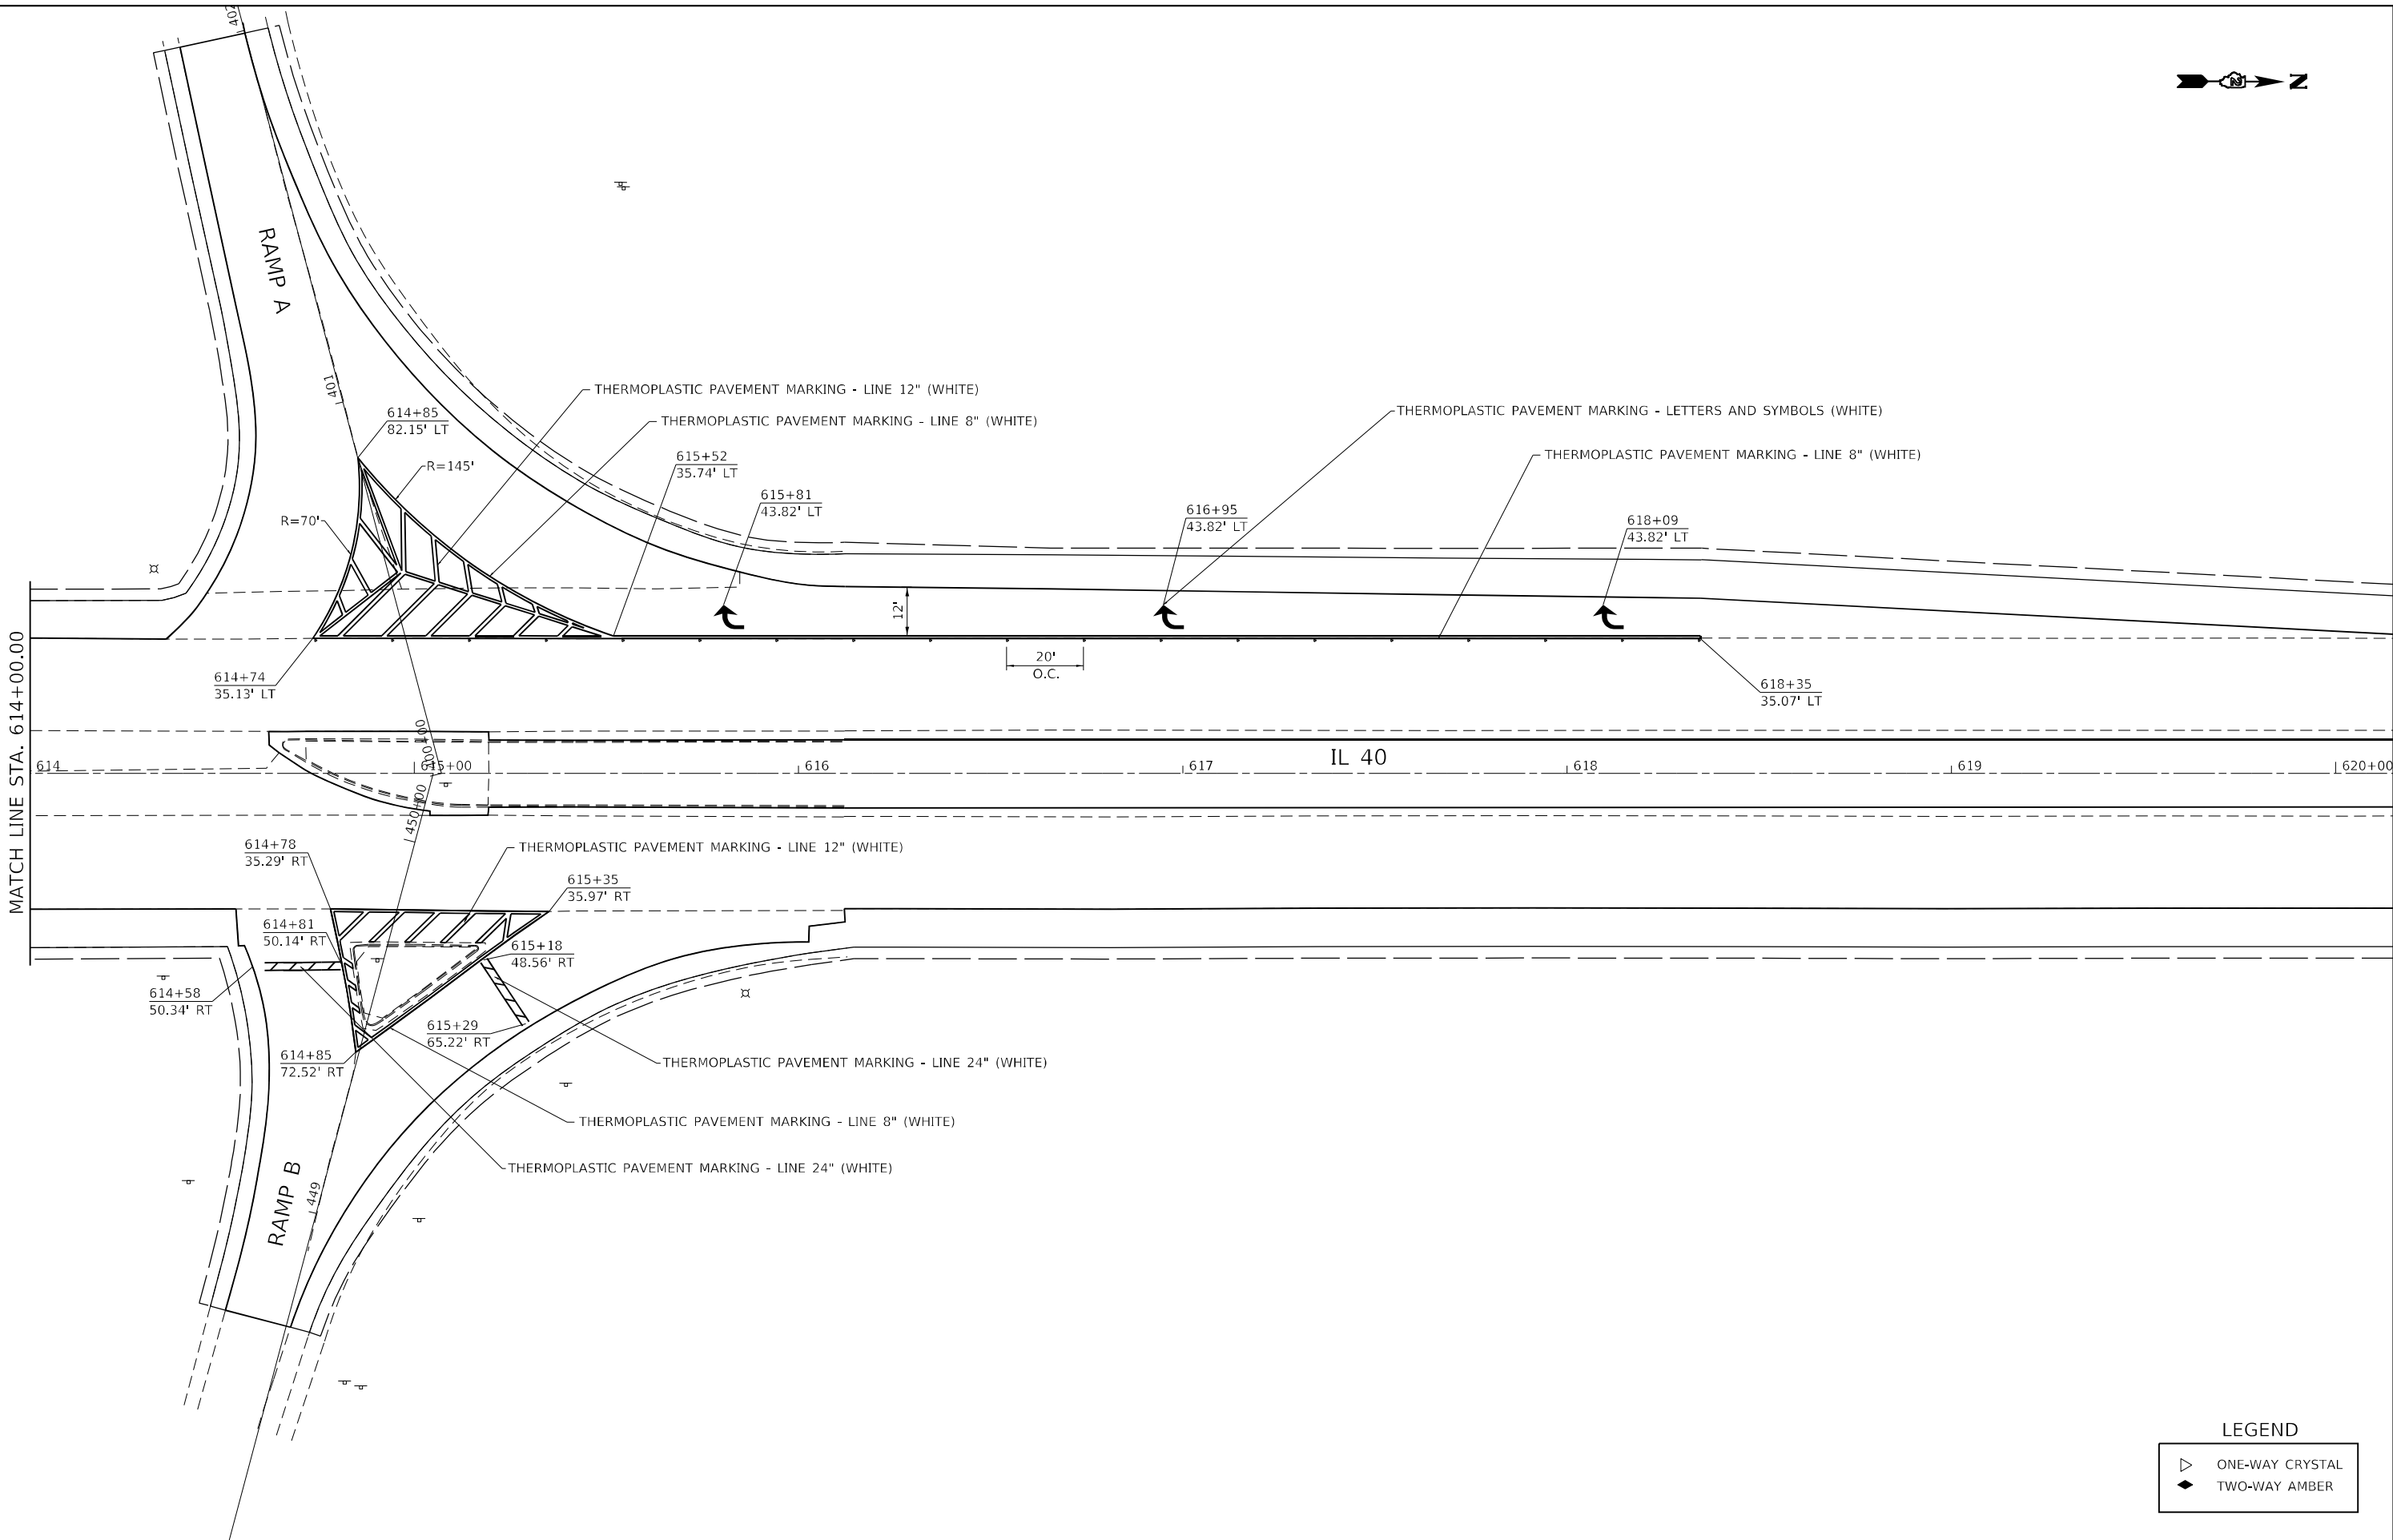 402
N
2
RAMP A
401
THERMOPLASTIC PAVEMENT MARKING - LINE 12" (WHITE)
614+85
82.15' LT
THERMOPLASTIC PAVEMENT MARKING - LINE 8" (WHITE)
THERMOPLASTIC PAVEMENT MARKING - LETTERS AND SYMBOLS (WHITE)
R=145'
615+52
35.74' LT
THERMOPLASTIC PAVEMENT MARKING - LINE 8" (WHITE)
615+81
43.82' LT
616+95
43.82' LT
618+09
43.82' LT
R=70'
12'
20'
O.C.
614+74
35.13' LT
618+35
35.07' LT
MATCH LINE STA. 614+00.00
400+00
IL 40
614
615+00
616
617
618
619
620+00
450+00
614+78
35.29' RT
THERMOPLASTIC PAVEMENT MARKING - LINE 12" (WHITE)
615+35
35.97' RT
614+81
50.14' RT
615+18
48.56' RT
614+58
50.34' RT
615+29
65.22' RT
614+85
72.52' RT
THERMOPLASTIC PAVEMENT MARKING - LINE 24" (WHITE)
THERMOPLASTIC PAVEMENT MARKING - LINE 8" (WHITE)
THERMOPLASTIC PAVEMENT MARKING - LINE 24" (WHITE)
RAMP B
449
LEGEND
ONE-WAY CRYSTAL
TWO-WAY AMBER